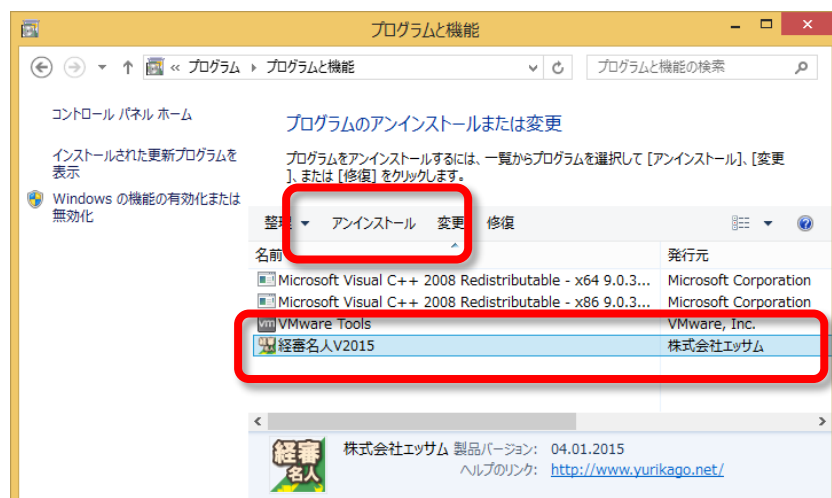 プログラムと機能
« プログラム ▸ プログラムと機能
プログラムと機能の検索
コントロール パネル ホーム
インストールされた更新プログラムを
表示
Windows の機能の有効化または
無効化
プログラムのアンインストールまたは変更
プログラムをアンインストールするには、一覧からプログラムを選択して [アンインストール]、[変更
]、または [修復] をクリックします。
整理 ▼ アンインストール 変更 修復
名前 発行元
Microsoft Visual C++ 2008 Redistributable - x64 9.0.3... Microsoft Corporation
Microsoft Visual C++ 2008 Redistributable - x86 9.0.3... Microsoft Corporation
vm VMware Tools VMware, Inc.
経審名人V2015 株式会社エッサム
経審
名人
株式会社エッサム 製品バージョン: 04.01.2015
ヘルプのリンク: http://www.yurikago.net/